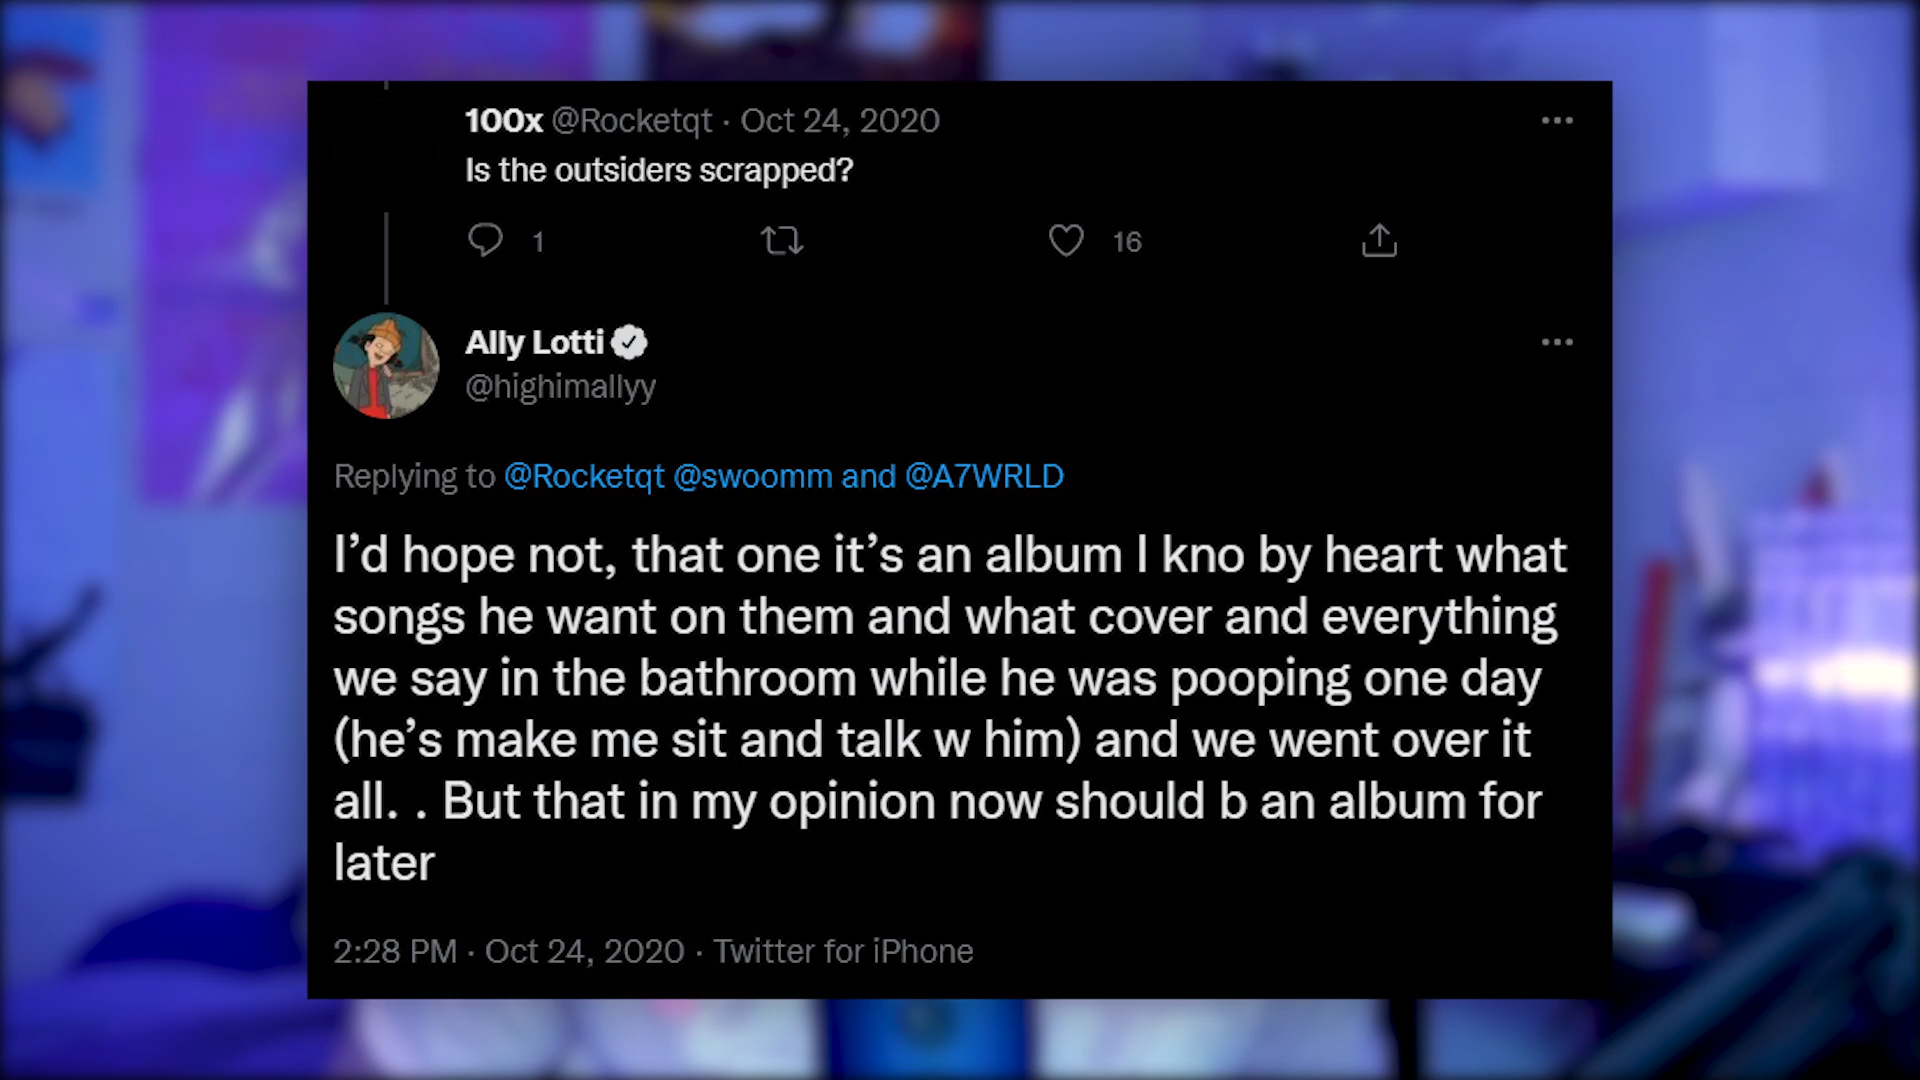 100x @Rocketqt · Oct 24, 2020
Is the outsiders scrapped?
1 16
Ally Lotti
@highimallyy
Replying to @Rocketqt @swoomm and @A7WRLD
I’d hope not, that one it’s an album I kno by heart what
songs he want on them and what cover and everything
we say in the bathroom while he was pooping one day
(he’s make me sit and talk w him) and we went over it
all. . But that in my opinion now should b an album for
later
2:28 PM · Oct 24, 2020 · Twitter for iPhone